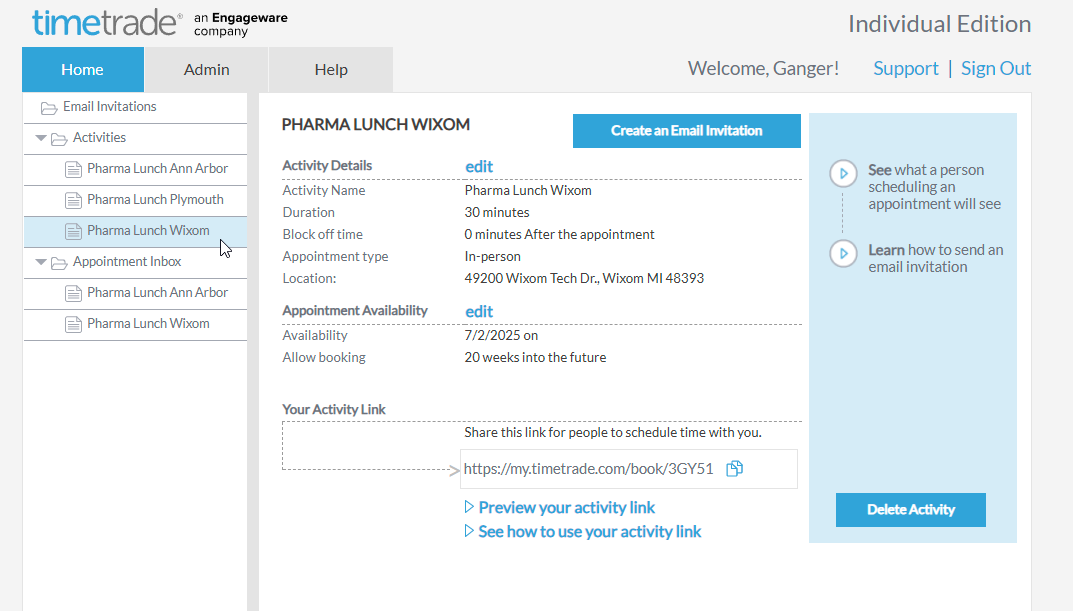 timetrade® an Engageware company
Individual Edition
Home
Admin
Help
Welcome, Ganger!
Support | Sign Out
Email Invitations
Activities
Pharma Lunch Ann Arbor
Pharma Lunch Plymouth
Pharma Lunch Wixom
Appointment Inbox
Pharma Lunch Ann Arbor
Pharma Lunch Wixom
PHARMA LUNCH WIXOM
Create an Email Invitation
Activity Details edit
Activity Name Pharma Lunch Wixom
Duration 30 minutes
Block off time 0 minutes After the appointment
Appointment type In-person
Location: 49200 Wixom Tech Dr., Wixom MI 48393
Appointment Availability edit
Availability 7/2/2025 on
Allow booking 20 weeks into the future
Your Activity Link
Share this link for people to schedule time with you.
https://my.timetrade.com/book/3GY51
Preview your activity link
See how to use your activity link
See what a person
scheduling an
appointment will see
Learn how to send an
email invitation
Delete Activity